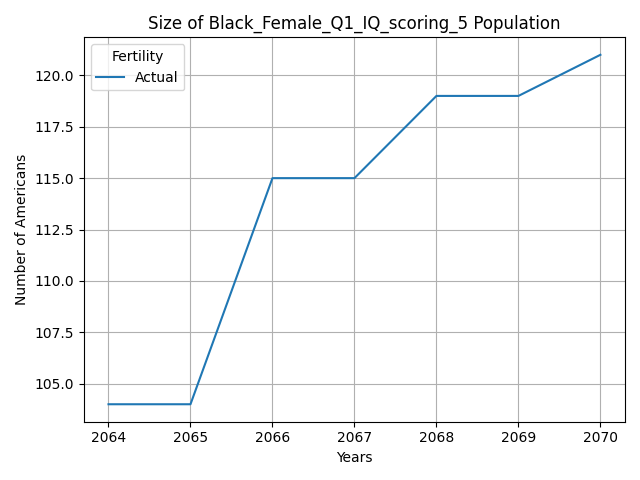 Size of Black_Female_Q1_IQ_scoring_5 Population
Fertility
Actual
Number of Americans
120.0
117.5
115.0
112.5
110.0
107.5
105.0
2064 2065 2066 2067 2068 2069 2070
Years